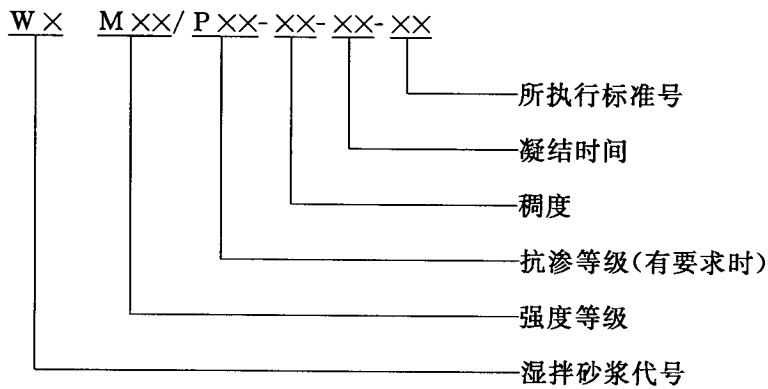 W× M××/P××-××-××-××
所执行标准号
凝结时间
稠度
抗渗等级(有要求时)
强度等级
湿拌砂浆代号